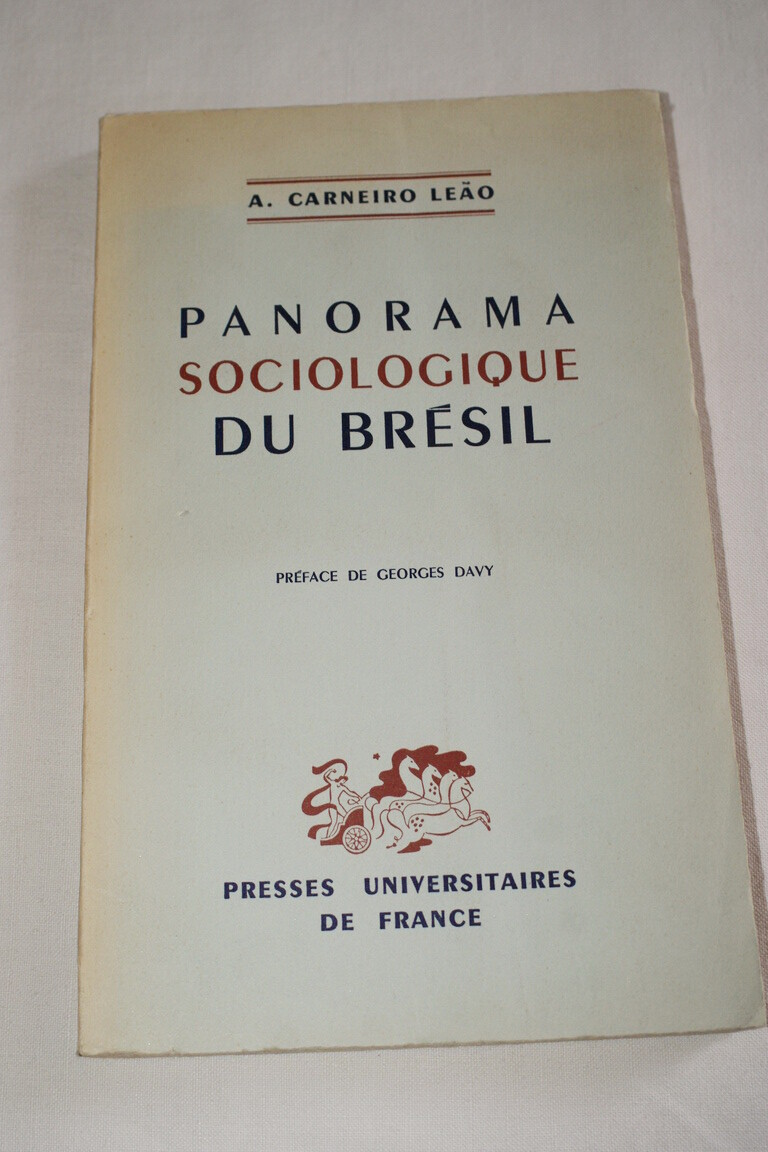 A. CARNEIRO LEÃO
PANORAMA
SOCIOLOGIQUE
DU BRÉSIL
PRÉFACE DE GEORGES DAVY
PRESSES UNIVERSITAIRES
DE FRANCE